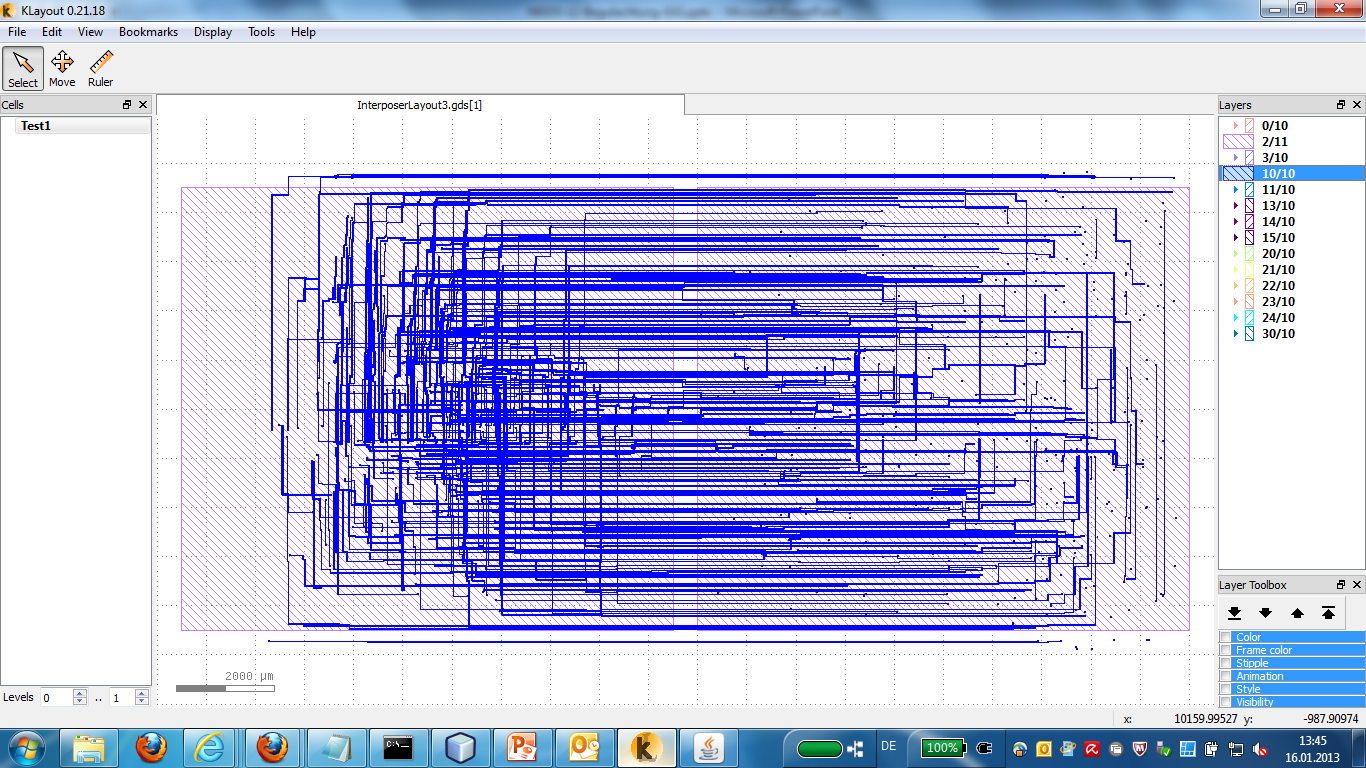 KLayout 0.21.18
File Edit View Bookmarks Display Tools Help
Select Move Ruler
Cells
InterposerLayout3.gds[1]
Layers
Test1
0/10
2/11
3/10
10/10
11/10
13/10
14/10
15/10
20/10
21/10
22/10
23/10
24/10
30/10
Layer Toolbox
Color
Frame color
Stipple
Animation
Style
Visibility
2000 µm
Levels 0 .. 1
x: 10159.99527 y: -987.90974
C:\
DE
100%
13:45
16.01.2013